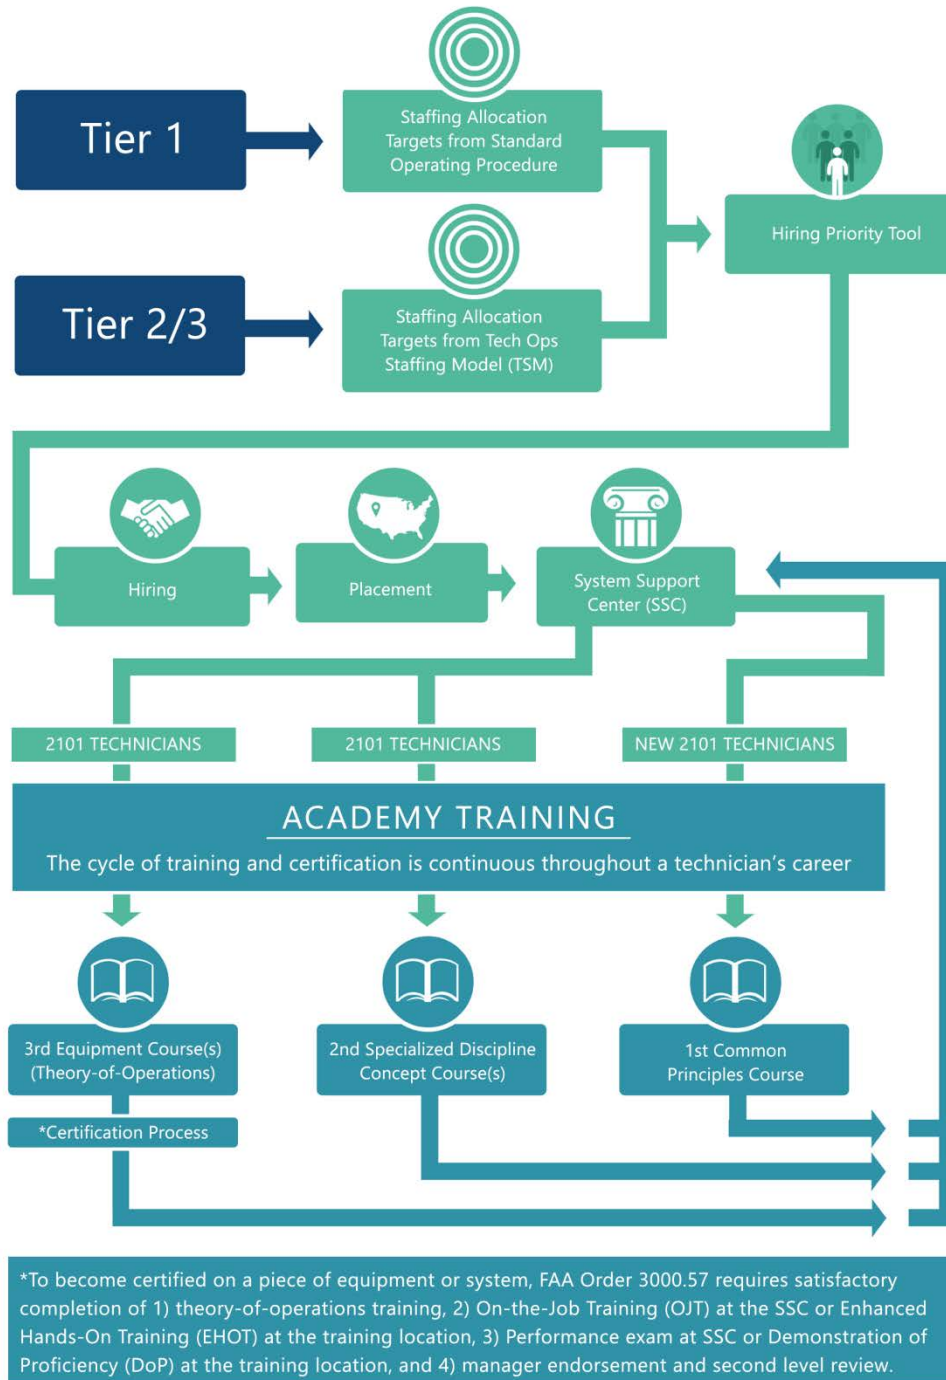 Tier 1
Staffing Allocation
Targets from Standard
Operating Procedure
Hiring Priority Tool
Tier 2/3
Staffing Allocation
Targets from Tech Ops
Staffing Model (TSM)
Hiring
Placement
System Support
Center (SSC)
2101 TECHNICIANS
2101 TECHNICIANS
NEW 2101 TECHNICIANS
ACADEMY TRAINING
The cycle of training and certification is continuous throughout a technician’s career
3rd Equipment Course(s)
(Theory-of-Operations)
2nd Specialized Discipline
Concept Course(s)
1st Common
Principles Course
*Certification Process
*To become certified on a piece of equipment or system, FAA Order 3000.57 requires satisfactory
completion of 1) theory-of-operations training, 2) On-the-Job Training (OJT) at the SSC or Enhanced
Hands-On Training (EHOT) at the training location, 3) Performance exam at SSC or Demonstration of
Proficiency (DoP) at the training location, and 4) manager endorsement and second level review.